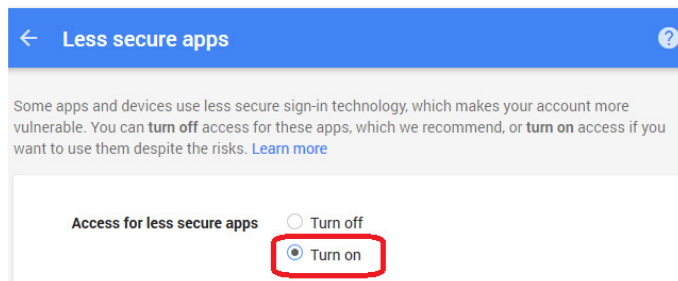 Less secure apps
Some apps and devices use less secure sign-in technology, which makes your account more
vulnerable. You can turn off access for these apps, which we recommend, or turn on access if you
want to use them despite the risks. Learn more
Access for less secure apps
Turn off
Turn on